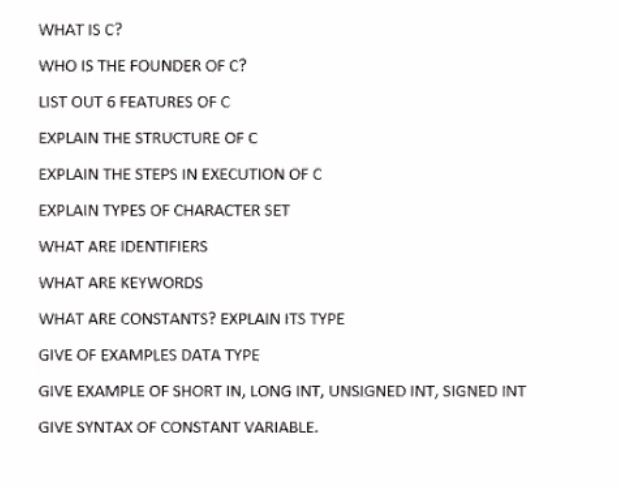 WHAT IS C?
WHO IS THE FOUNDER OF C?
LIST OUT 6 FEATURES OF C
EXPLAIN THE STRUCTURE OF C
EXPLAIN THE STEPS IN EXECUTION OF C
EXPLAIN TYPES OF CHARACTER SET
WHAT ARE IDENTIFIERS
WHAT ARE KEYWORDS
WHAT ARE CONSTANTS? EXPLAIN ITS TYPE
GIVE OF EXAMPLES DATA TYPE
GIVE EXAMPLE OF SHORT IN, LONG INT, UNSIGNED INT, SIGNED INT
GIVE SYNTAX OF CONSTANT VARIABLE.